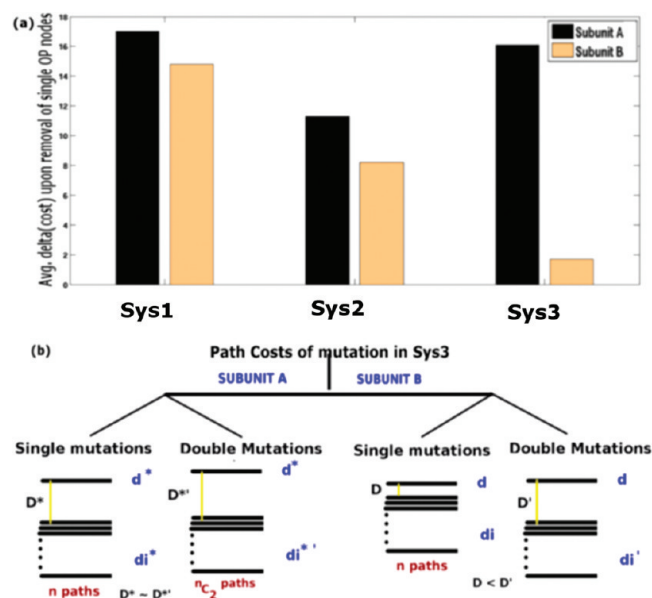 (a)
18
16
14
12
10
8
6
4
2
0
Avg. delta(cost) upon removal of single OP nodes
Subunit A
Subunit B
Sys1 Sys2 Sys3
(b)
Path Costs of mutation in Sys3
SUBUNIT A SUBUNIT B
Single mutations Double Mutations Single mutations Double Mutations
d* d* d d
D* D*' D D'
di* di*' di di'
n paths nC2 paths n paths
D* ~ D*' D < D'